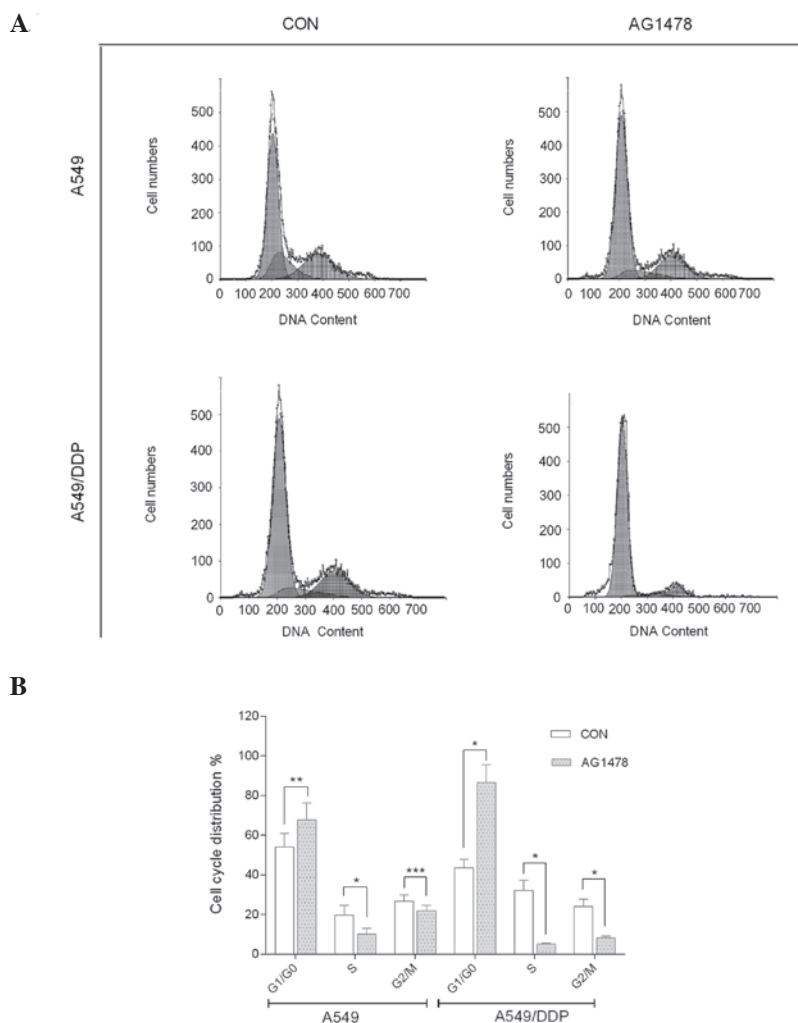 A
CON
AG1478
A549
Cell numbers
500
400
300
200
100
0
0 100 200 300 400 500 600 700
DNA Content
Cell numbers
500
400
300
200
100
0
0 100 200 300 400 500 600 700
DNA Content
A549/DDP
Cell numbers
500
400
300
200
100
0
0 100 200 300 400 500 600 700
DNA Content
Cell numbers
500
400
300
200
100
0
0 100 200 300 400 500 600 700
DNA Content
B
Cell cycle distribution %
120
100
80
60
40
20
0
CON
AG1478
**
*
***
*
*
*
G1/G0
S
G2/M
G1/G0
S
G2/M
A549
A549/DDP